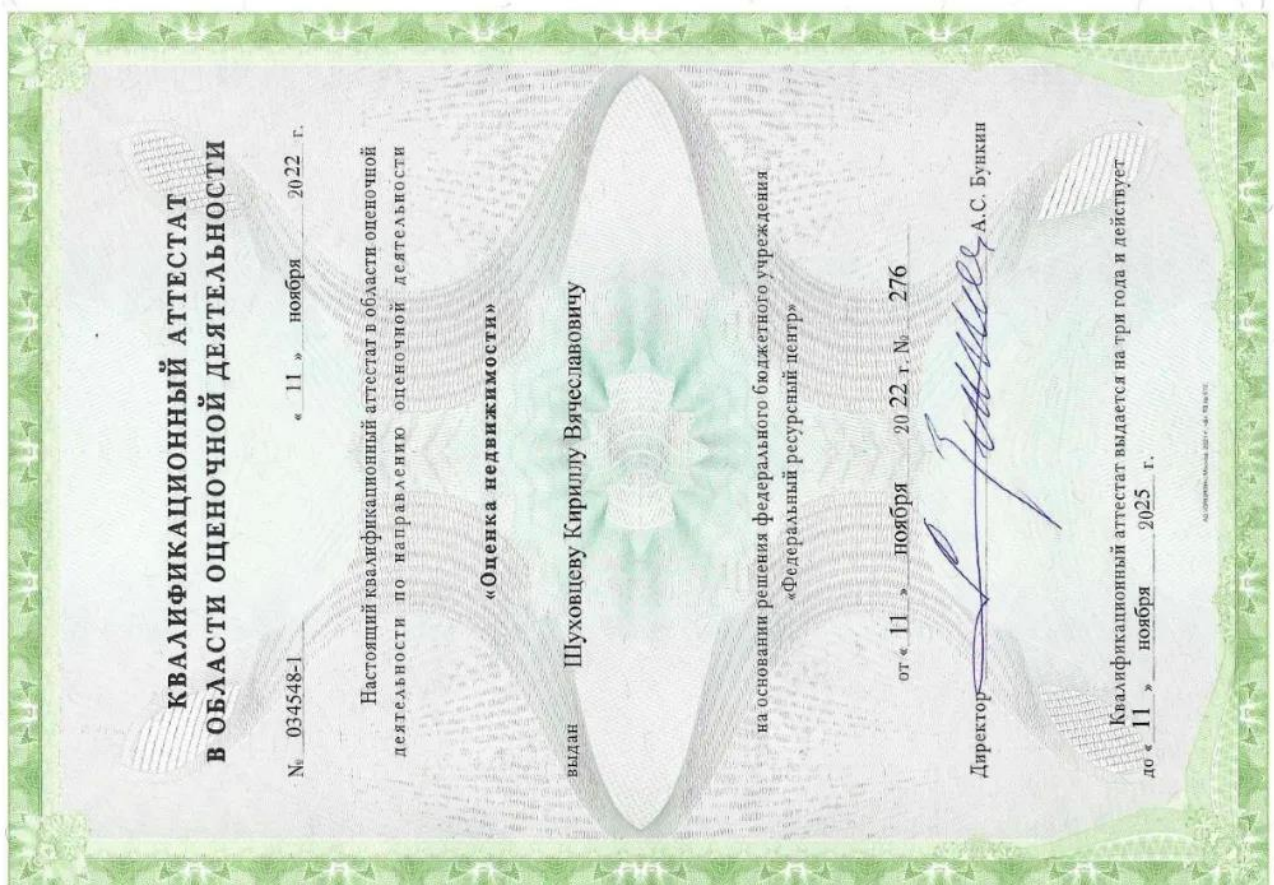 КВАЛИФИКАЦИОННЫЙ АТТЕСТАТ
В ОБЛАСТИ ОЦЕНОЧНОЙ ДЕЯТЕЛЬНОСТИ
№ 034548-1 « 11 » ноября 2022 г.
Настоящий квалификационный аттестат в области оценочной
деятельности по направлению оценочной деятельности
«Оценка недвижимости»
выдан Шуховцеву Кириллу Вячеславовичу
на основании решения федерального бюджетного учреждения
«Федеральный ресурсный центр»
от « 11 » ноября 20 22 г. № 276
Директор А.С. Бункин
Квалификационный аттестат выдается на три года и действует
до « 11 » ноября 2025 г.